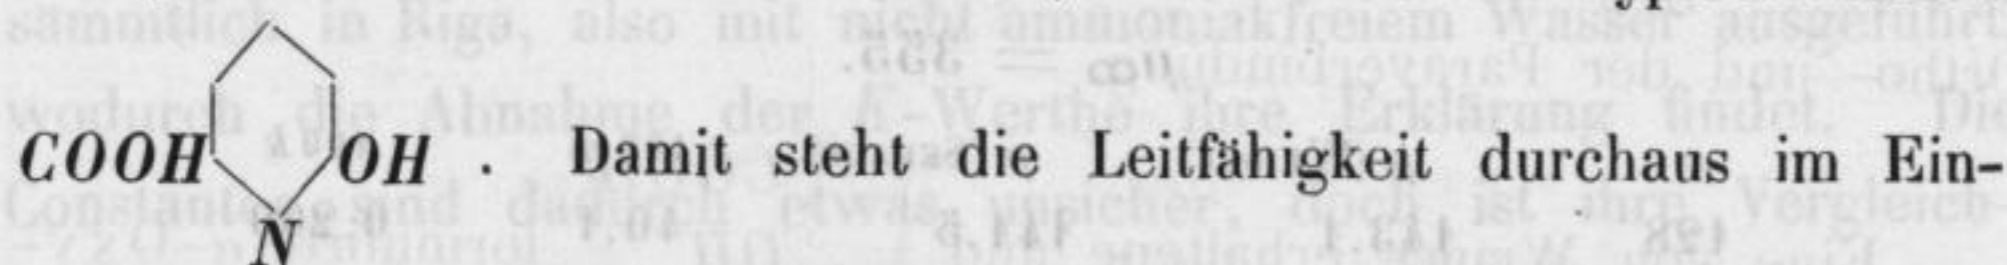 COOH OH . Damit steht die Leitfähigkeit durchaus im Ein-
N